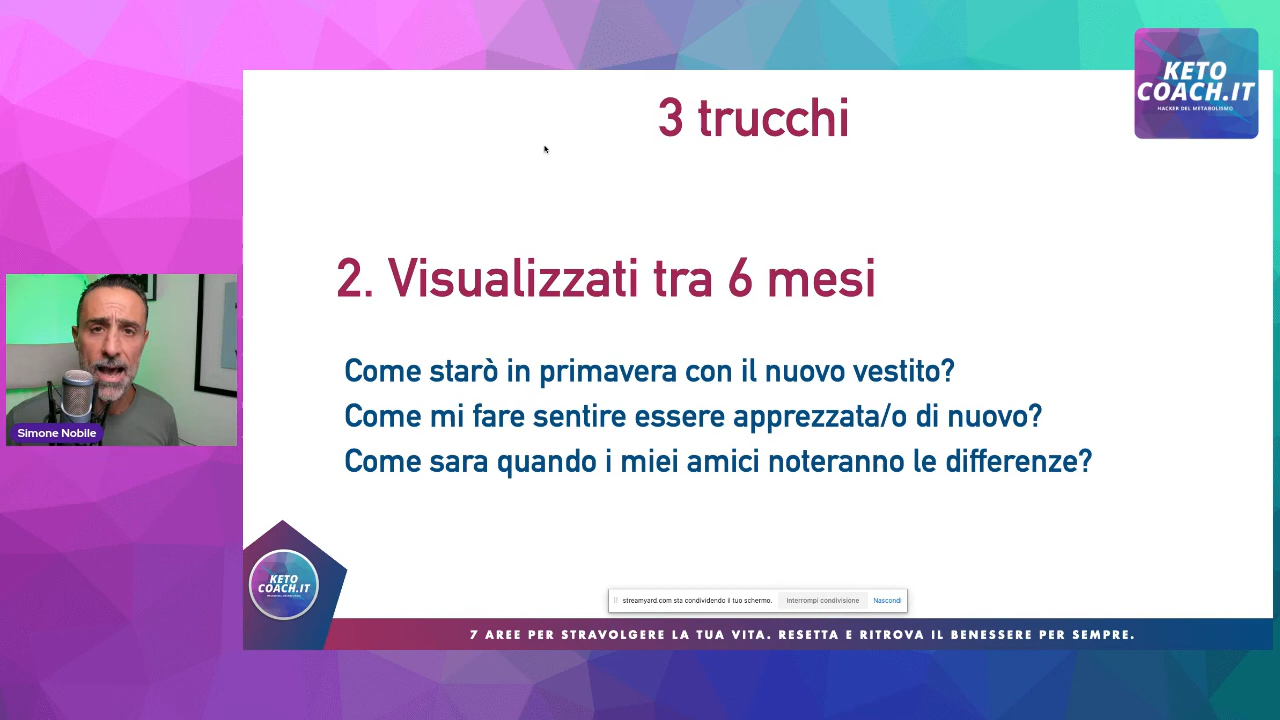 KETO
COACH.IT
HACKER DEL METABOLISMO
3 trucchi
2. Visualizzati tra 6 mesi
Come starò in primavera con il nuovo vestito?
Come mi fare sentire essere apprezzata/o di nuovo?
Come sara quando i miei amici noteranno le differenze?
Simone Nobile
KETO
COACH.IT
streamyard.com sta condividendo il tuo schermo.
Interrompi condivisione
Nascondi
7 AREE PER STRAVOLGERE LA TUA VITA. RESETTA E RITROVA IL BENESSERE PER SEMPRE.